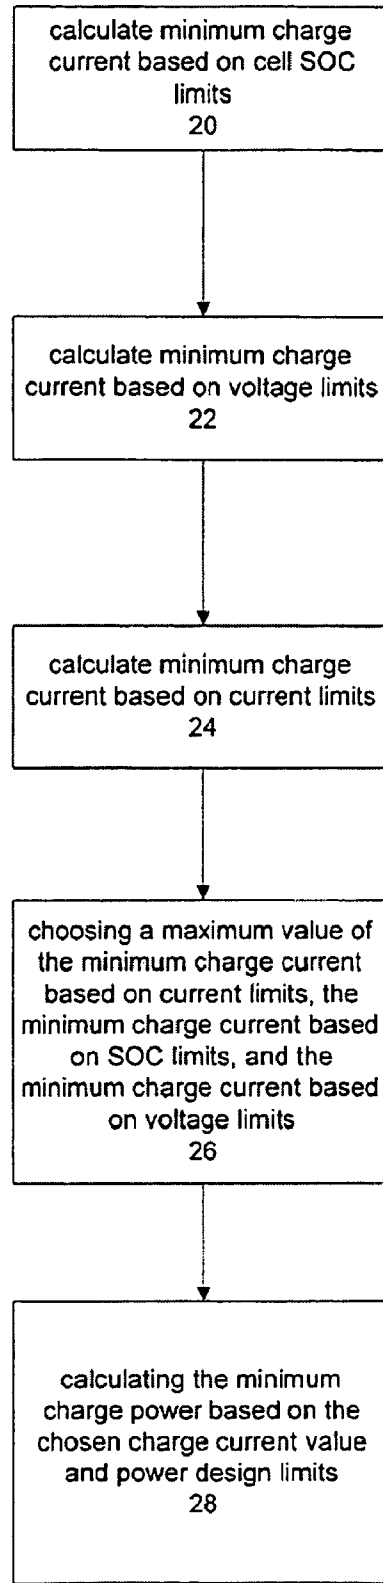 calculate minimum charge
current based on cell SOC
limits
20
calculate minimum charge
current based on voltage limits
22
calculate minimum charge
current based on current limits
24
choosing a maximum value of
the minimum charge current
based on current limits, the
minimum charge current based
on SOC limits, and the
minimum charge current based
on voltage limits
26
calculating the minimum
charge power based on the
chosen charge current value
and power design limits
28